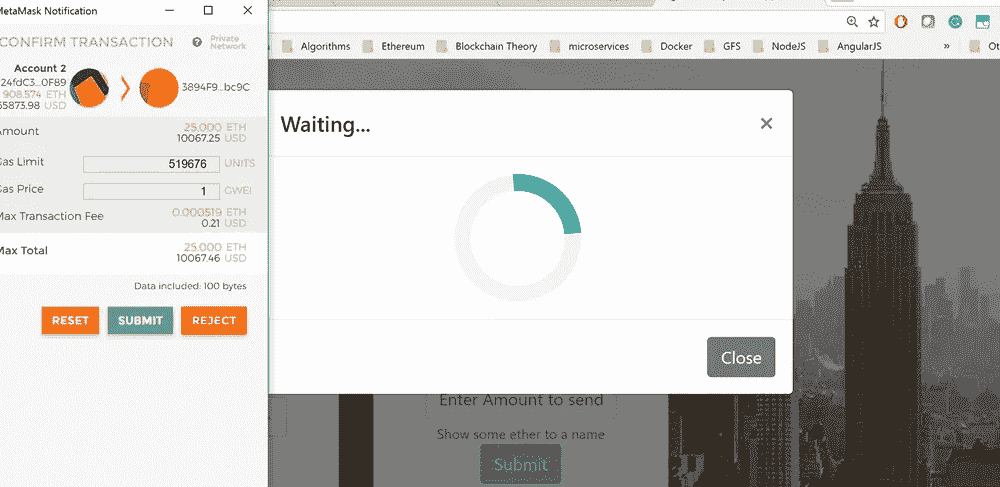 MetaMask Notification
CONFIRM TRANSACTION
Private
Network
Account 2
24fdC3...0F89
908.574 ETH
65873.98 USD
3894F9...bc9C
Amount
25.000 ETH
10067.25 USD
Gas Limit
519676 UNITS
Gas Price
1 GWEI
Max Transaction Fee
0.000519 ETH
0.21 USD
Max Total
25.000 ETH
10067.46 USD
Data included: 100 bytes
RESET SUBMIT REJECT
Algorithms Ethereum Blockchain Theory microservices Docker GFS NodeJS AngularJS » Ot
Waiting... ×
Close
Enter Amount to send
Show some ether to a name
Submit